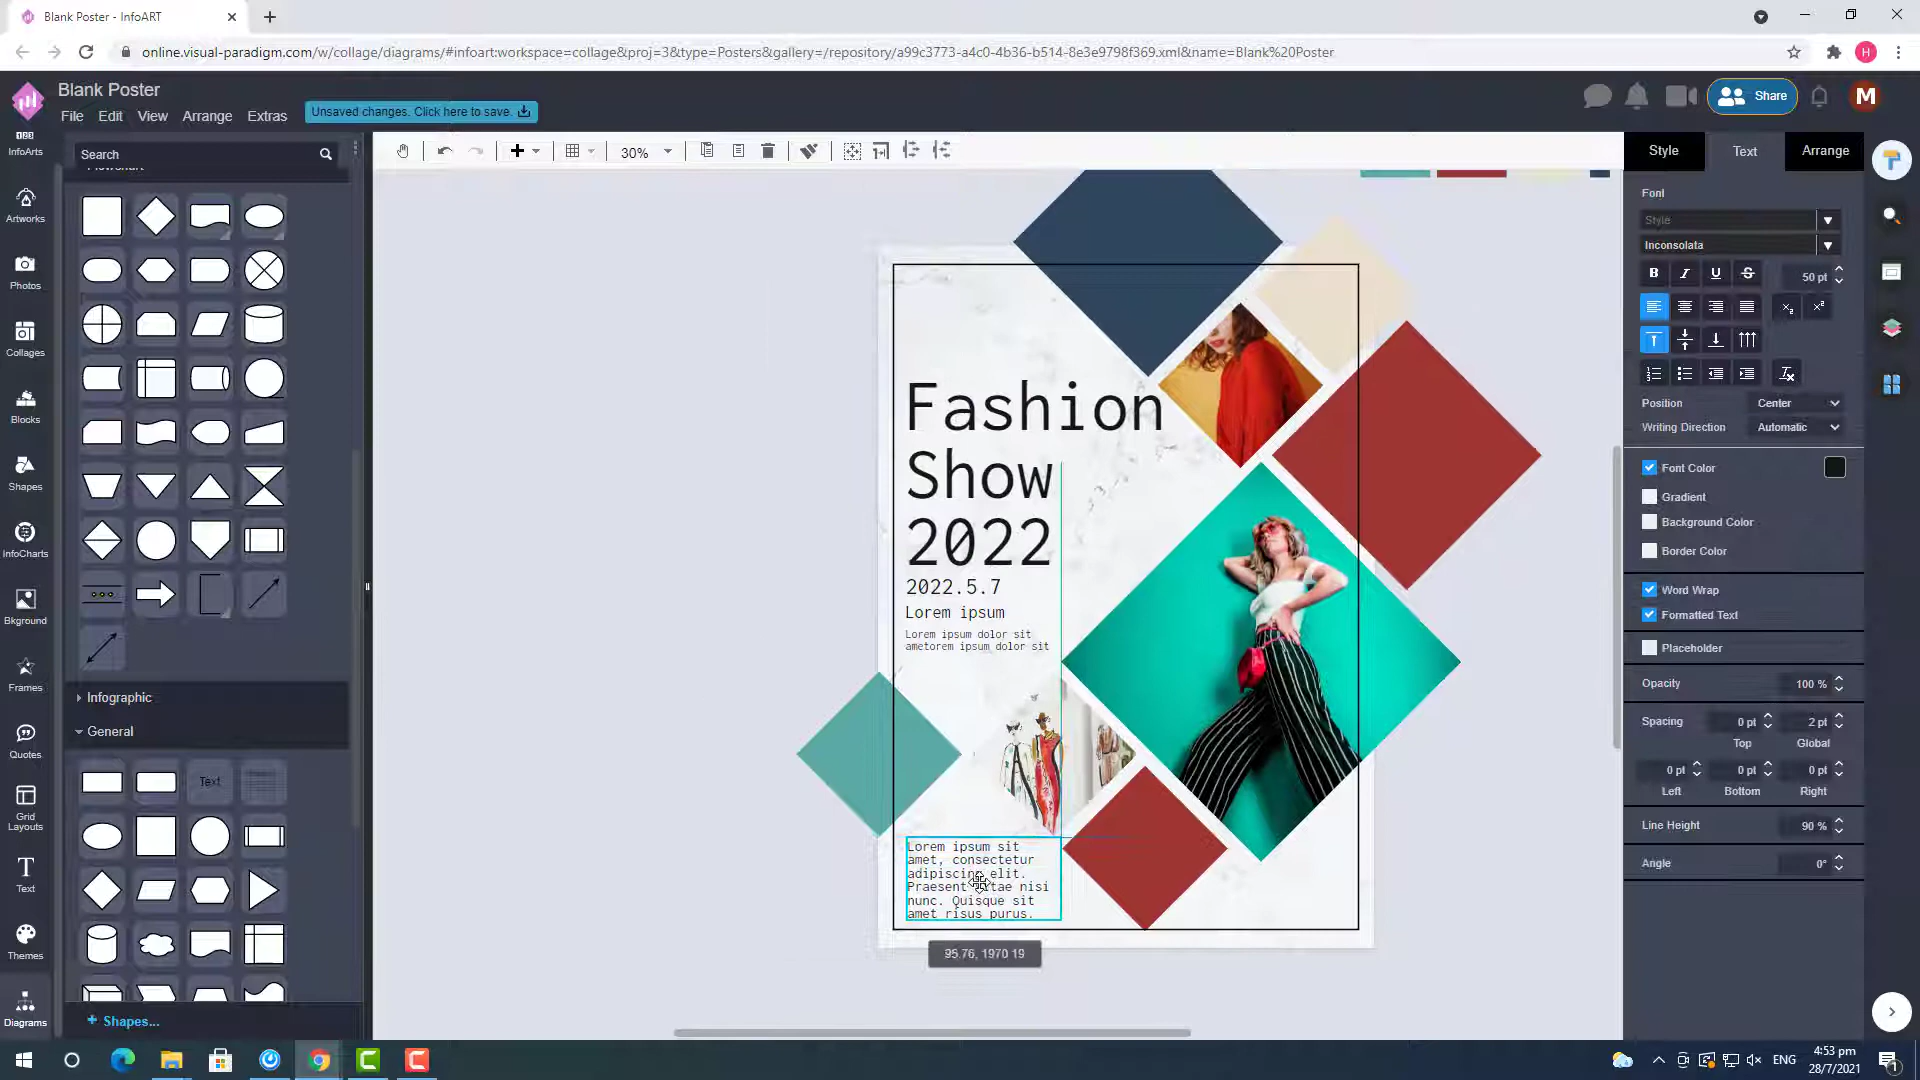 Blank Poster - InfoART
online.visual-paradigm.com/w/collage/diagrams/#infoart:workspace=collage&proj=3&type=Posters&gallery=/repository/a99c3773-a4c0-4b36-b514-8e3e9798f369.xml&name=Blank%20Poster
H
Blank Poster
File Edit View Arrange Extras
Unsaved changes. Click here to save.
Share
M
InfoArts
Artworks
Photos
Collages
Blocks
Shapes
InfoCharts
Bkground
Frames
Quotes
Grid
Layouts
Text
Themes
Diagrams
Search
Flowchart
Infographic
General
Text
+ Shapes...
30%
Fashion
Show
2022
2022.5.7
Lorem ipsum
Lorem ipsum dolor sit
ametorem ipsum dolor sit
Lorem ipsum sit
amet, consectetur
adipiscing elit.
Praesent vitae nisi
nunc. Quisque sit
amet risus purus.
95.76, 1970 19
Style Text Arrange
Font
Style
Inconsolata
B I U S 50 pt
Position Center
Writing Direction Automatic
Font Color
Gradient
Background Color
Border Color
Word Wrap
Formatted Text
Placeholder
Opacity 100 %
Spacing 0 pt 2 pt
Top Global
0 pt 0 pt 0 pt
Left Bottom Right
Line Height 90 %
Angle 0°
ENG
4:53 pm
28/7/2021
1